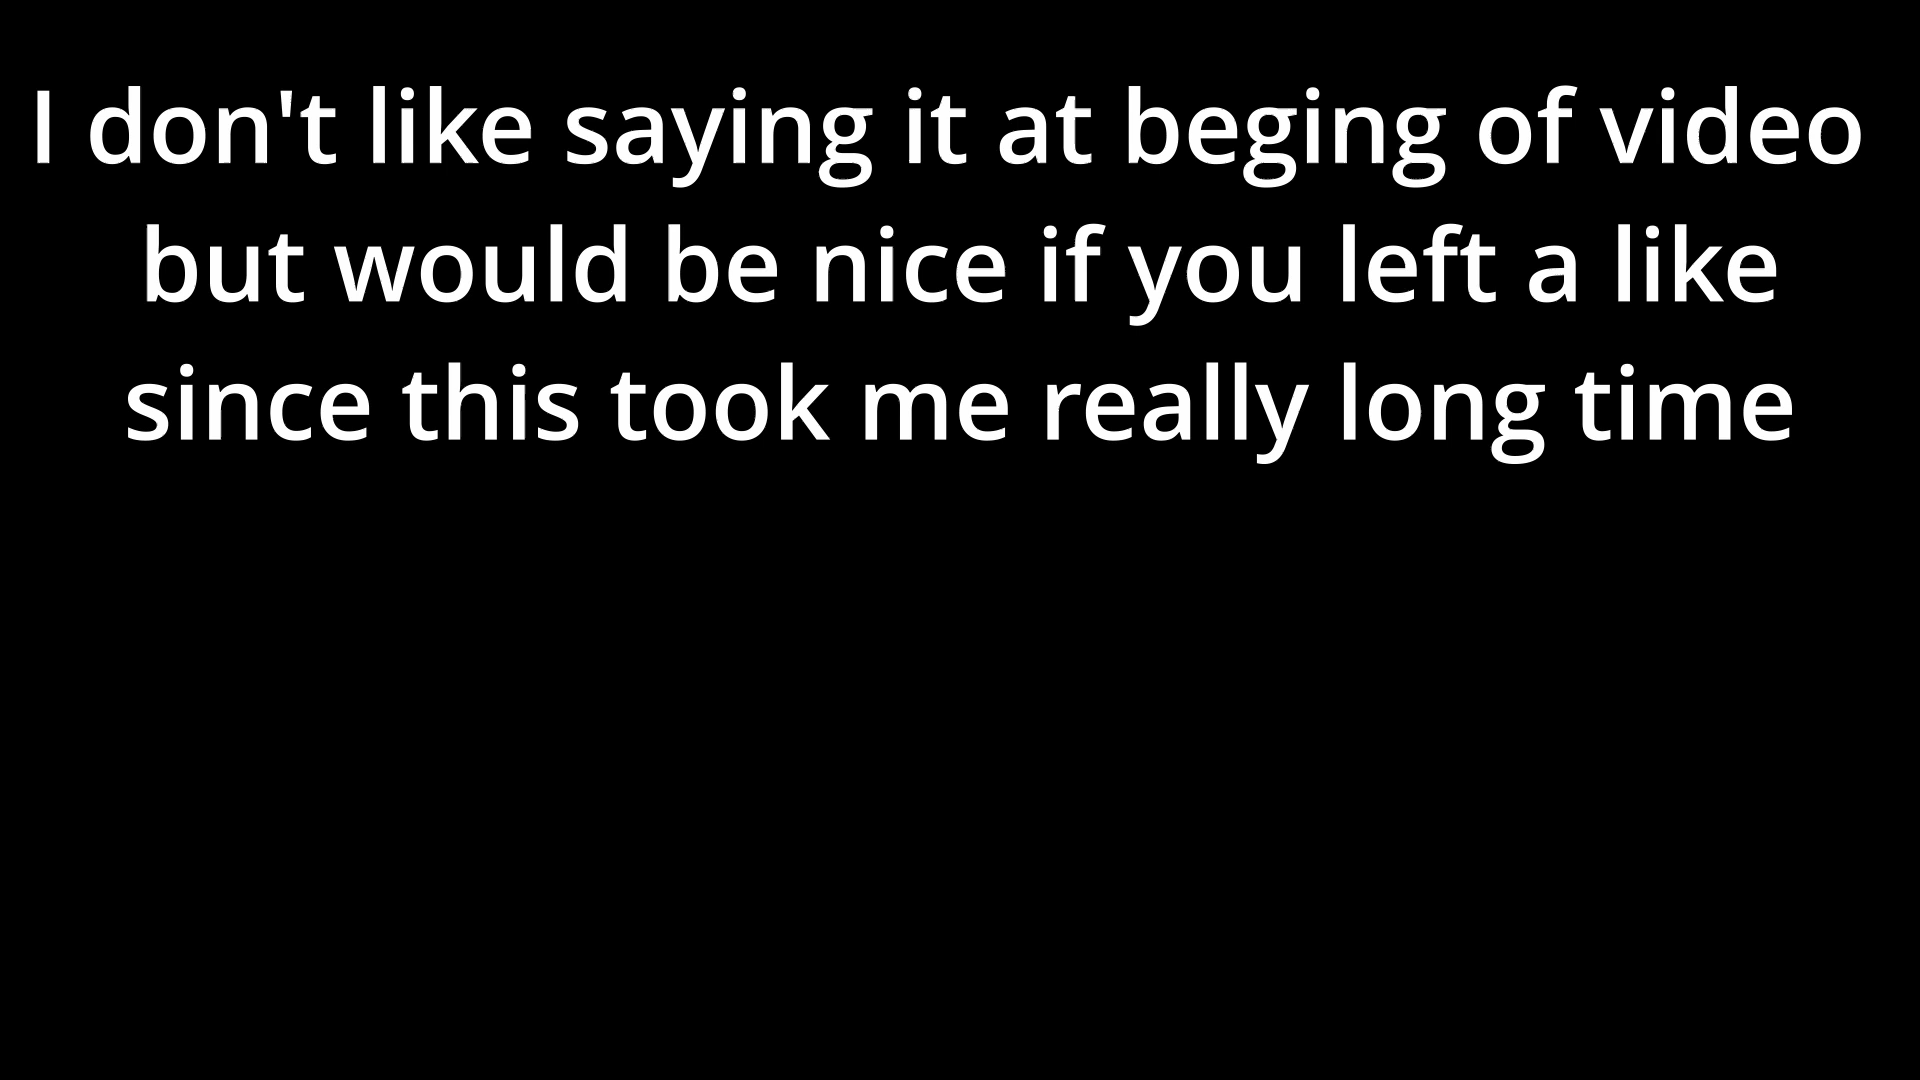 I don't like saying it at beging of video
but would be nice if you left a like
since this took me really long time